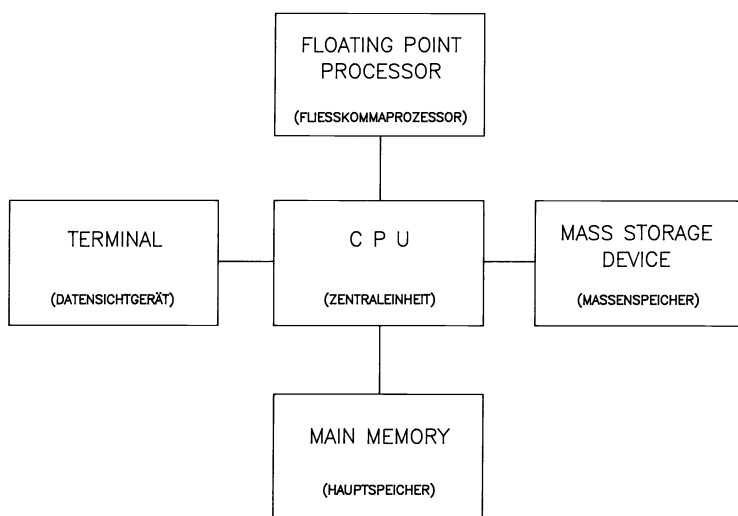 FLOATING POINT
PROCESSOR
(FLIESSKOMMAPROZESSOR)
TERMINAL
(DATENSICHTGERÄT)
C P U
(ZENTRALEINHEIT)
MASS STORAGE
DEVICE
(MASSENSPEICHER)
MAIN MEMORY
(HAUPTSPEICHER)